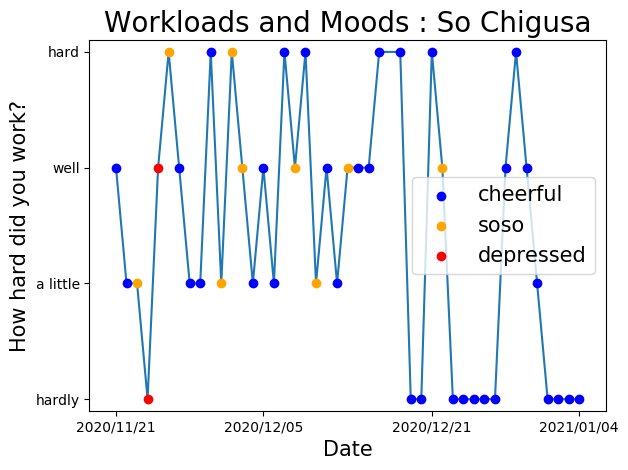 Workloads and Moods : So Chigusa
How hard did you work?
hard
well
a little
hardly
cheerful
soso
depressed
2020/11/21 2020/12/05 2020/12/21 2021/01/04
Date